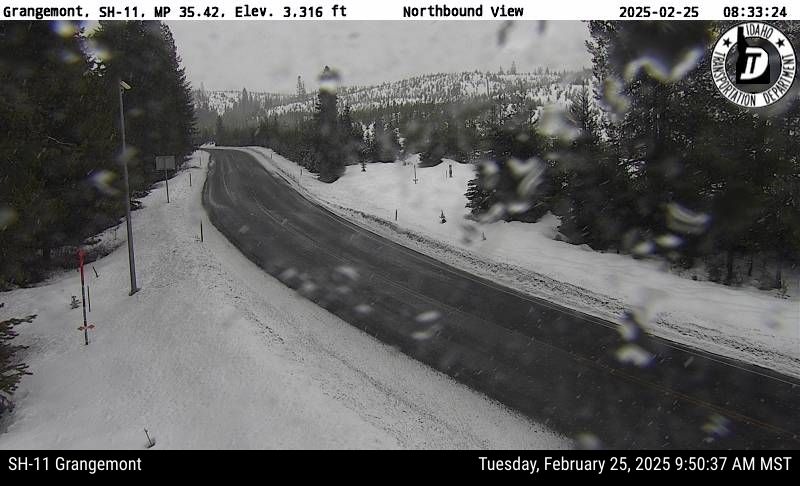 Grangemont, SH-11, MP 35.42, Elev. 3,316 ft Northbound View 2025-02-25 08:33:24
IDAHO
TRANSPORTATION DEPARTMENT
SH-11 Grangemont Tuesday, February 25, 2025 9:50:37 AM MST